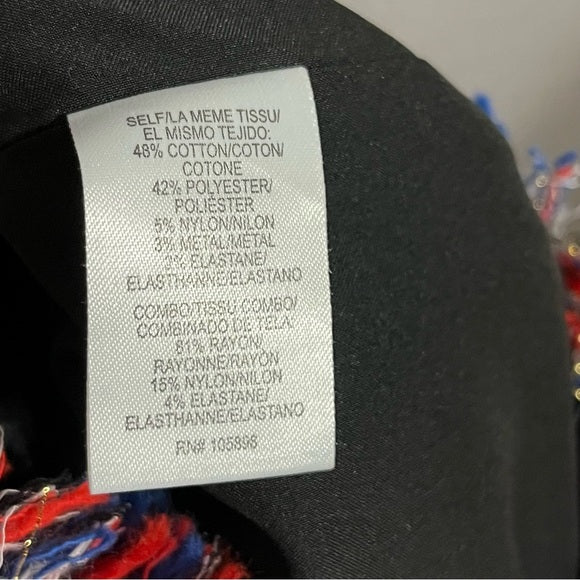 SELF/LA MEME TISSU/
EL MISMO TEJIDO:
48% COTTON/COTON/
COTONE
42% POLYESTER/
POLIÉSTER
5% NYLON/NILON
3% METAL/METAL
2% ELASTANE/
ELASTHANNE/ELASTANO
COMBO/TISSU COMBO/
COMBINADO DE TELA:
81% RAYON/
RAYONNE/RAYON
15% NYLON/NILON
4% ELASTANE/
ELASTHANNE/ELASTANO
RN# 105896